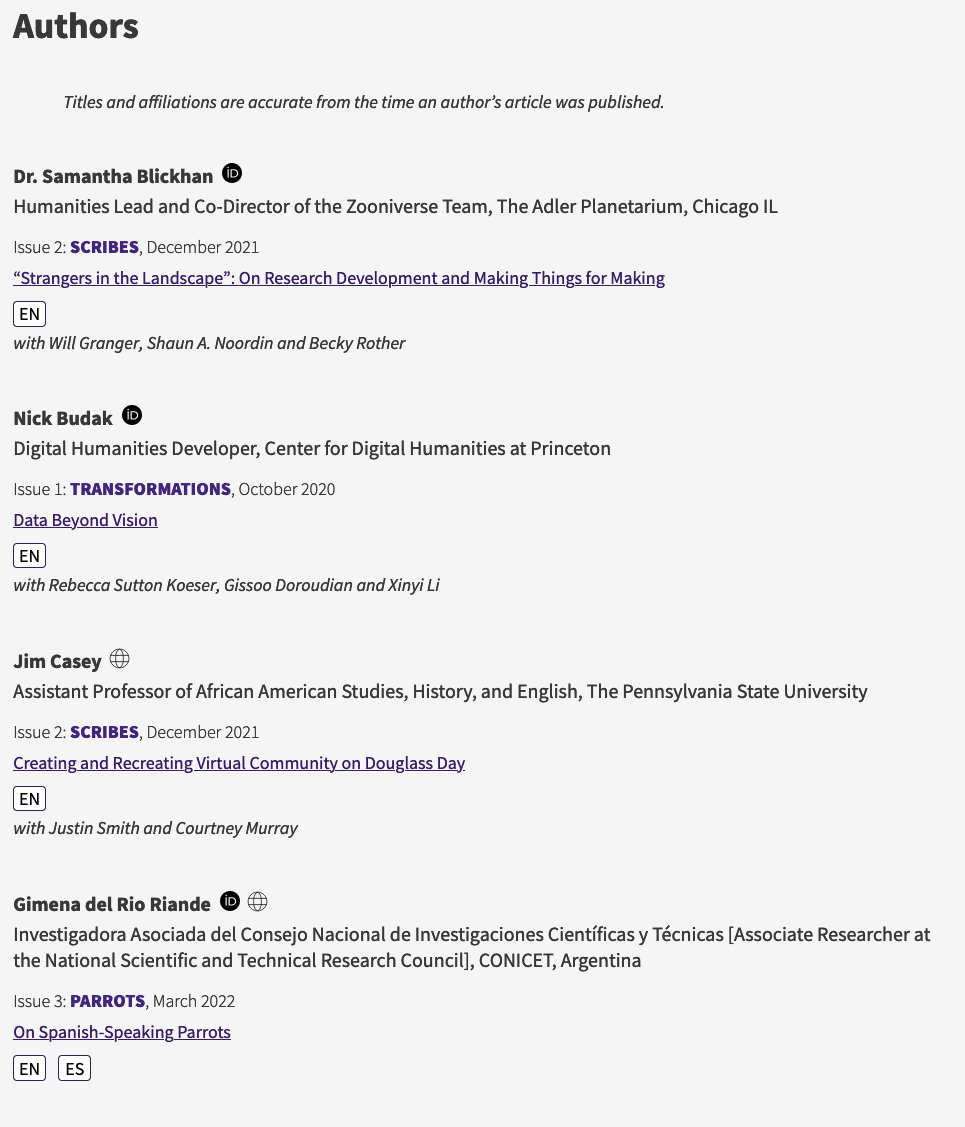 Authors
Titles and affiliations are accurate from the time an author’s article was published.
Dr. Samantha Blickhan iD
Humanities Lead and Co-Director of the Zooniverse Team, The Adler Planetarium, Chicago IL
Issue 2: SCRIBES, December 2021
“Strangers in the Landscape”: On Research Development and Making Things for Making
EN
with Will Granger, Shaun A. Noordin and Becky Rother
Nick Budak iD
Digital Humanities Developer, Center for Digital Humanities at Princeton
Issue 1: TRANSFORMATIONS, October 2020
Data Beyond Vision
EN
with Rebecca Sutton Koeser, Gissoo Doroudian and Xinyi Li
Jim Casey
Assistant Professor of African American Studies, History, and English, The Pennsylvania State University
Issue 2: SCRIBES, December 2021
Creating and Recreating Virtual Community on Douglass Day
EN
with Justin Smith and Courtney Murray
Gimena del Rio Riande iD
Investigadora Asociada del Consejo Nacional de Investigaciones Científicas y Técnicas [Associate Researcher at
the National Scientific and Technical Research Council], CONICET, Argentina
Issue 3: PARROTS, March 2022
On Spanish-Speaking Parrots
EN ES